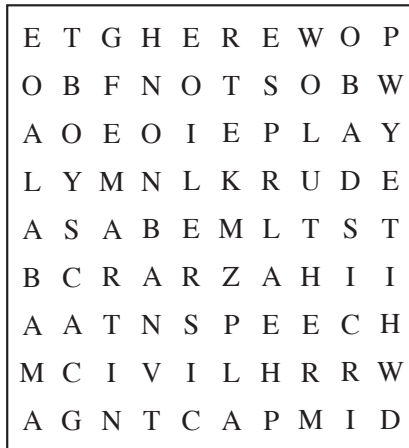 E T G H E R E W O P
O B F N O T S O B W
A O E O I E P L A Y
L Y M N L K R U D E
A S A B E M L T S T
B C R A R Z A H I I
A A T N S P E E C H
M C I V I L H R R W
A G N T C A P M I D